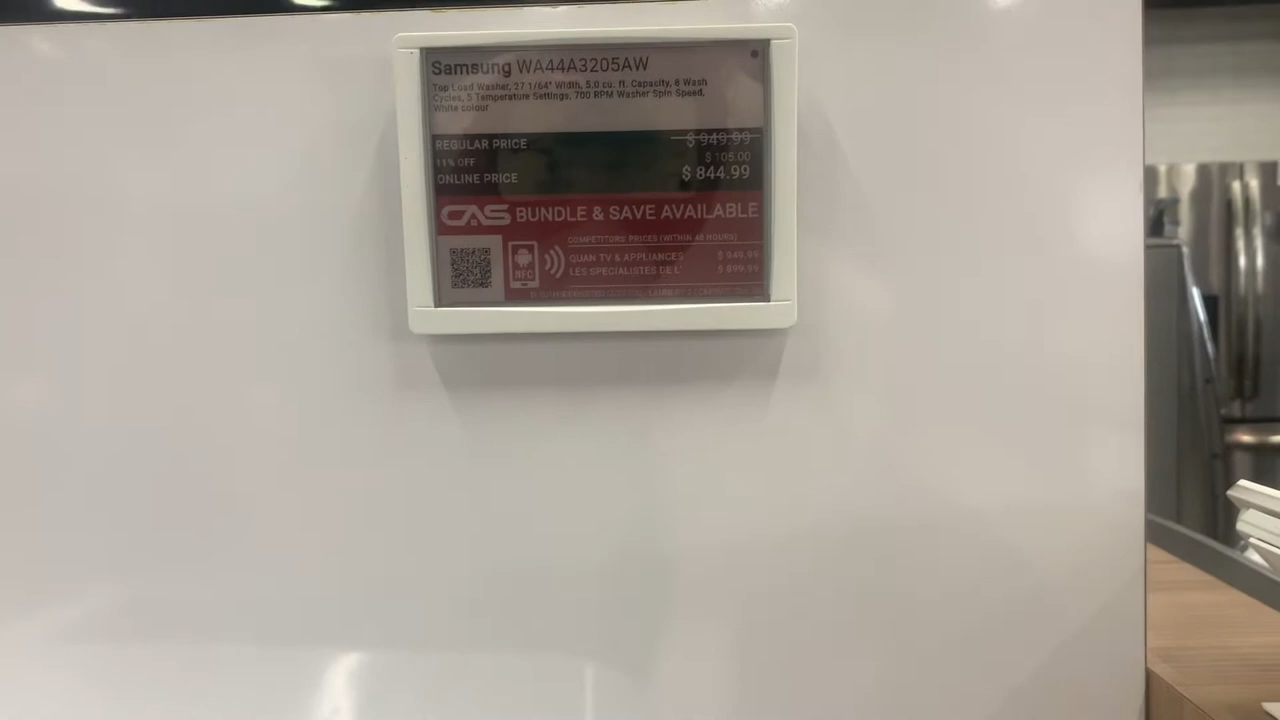 Samsung WA44A3205AW
Top Load Washer, 27 1/64" Width, 5.0 cu. ft. Capacity, 8 Wash
Cycles, 5 Temperature Settings, 700 RPM Washer Spin Speed,
White colour
REGULAR PRICE $ 949.99
11% OFF $ 105.00
ONLINE PRICE $ 844.99
CAS BUNDLE & SAVE AVAILABLE
COMPETITORS PRICES (WITHIN 48 HOURS)
NFC
QUAN TV & APPLIANCES $ 949.95
LES SPECIALISTES DE L' $ 899.99